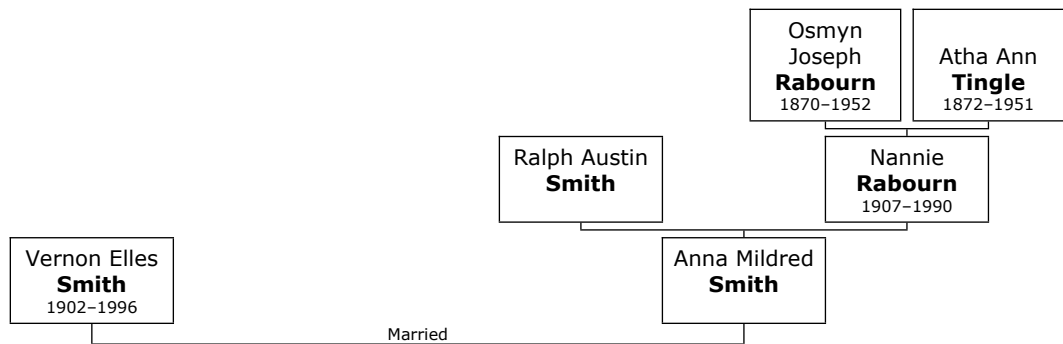 Osmyn
Joseph
Rabourn
1870–1952
Atha Ann
Tingle
1872–1951
Ralph Austin
Smith
Nannie
Rabourn
1907–1990
Vernon Elles
Smith
1902–1996
Anna Mildred
Smith
Married